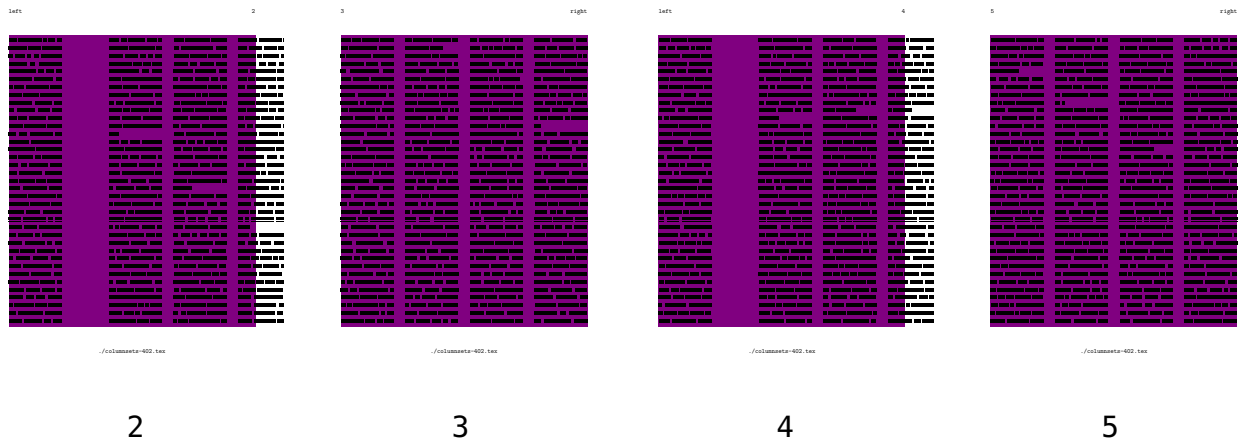 left 2 3 right left 4 5 right
./columnsets-402.tex ./columnsets-402.tex ./columnsets-402.tex ./columnsets-402.tex
2 3 4 5